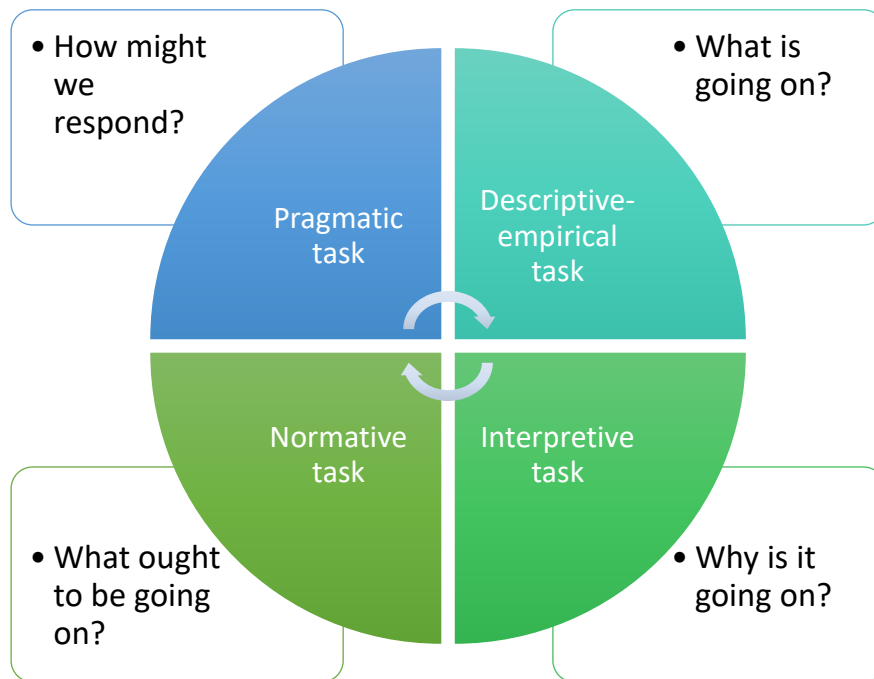 • How might
we
respond?
• What is
going on?
Pragmatic
task
Descriptive-
empirical
task
Normative
task
Interpretive
task
• What ought
to be going
on?
• Why is it
going on?